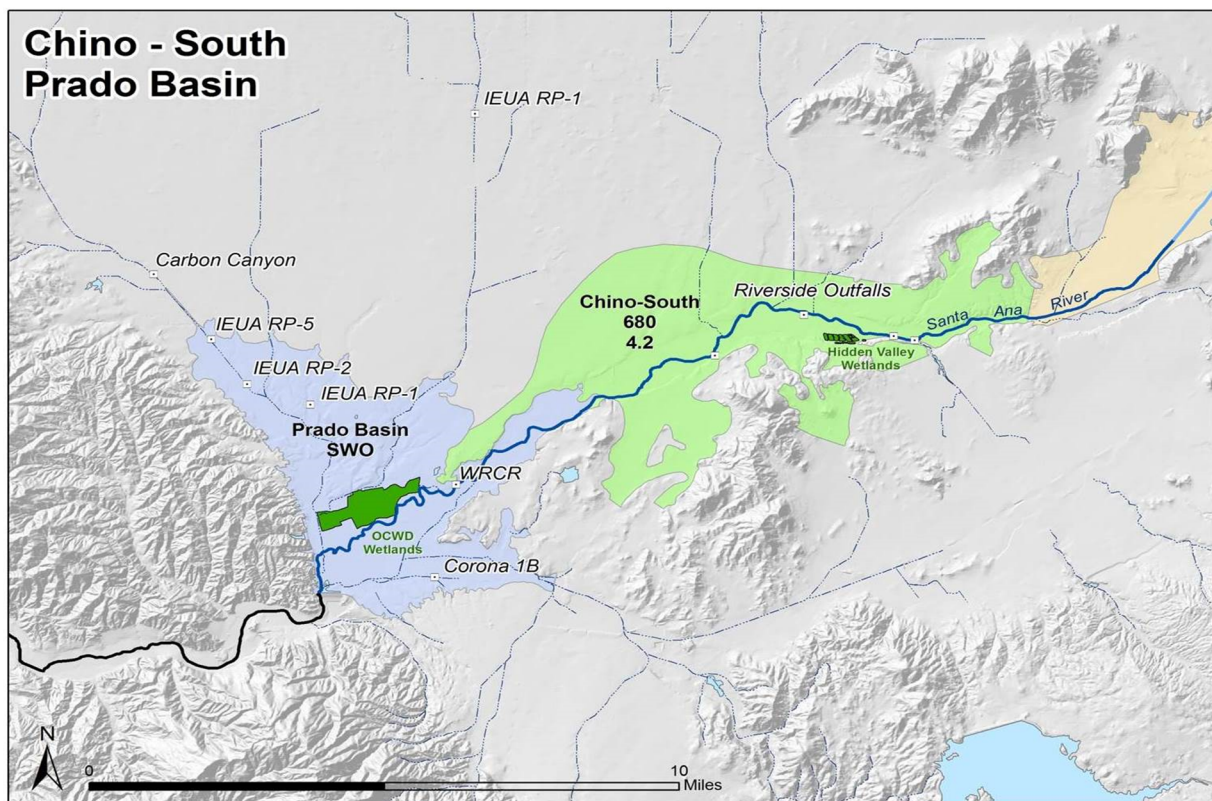 Chino - South
Prado Basin
IEUA RP-1
Carbon Canyon
Chino-South
680
4.2
Riverside Outfalls
Santa Ana River
Hidden Valley
Wetlands
IEUA RP-5
IEUA RP-2
IEUA RP-1
Prado Basin
SWO
WRCR
OCWD
Wetlands
Corona 1B
N
0
10
Miles